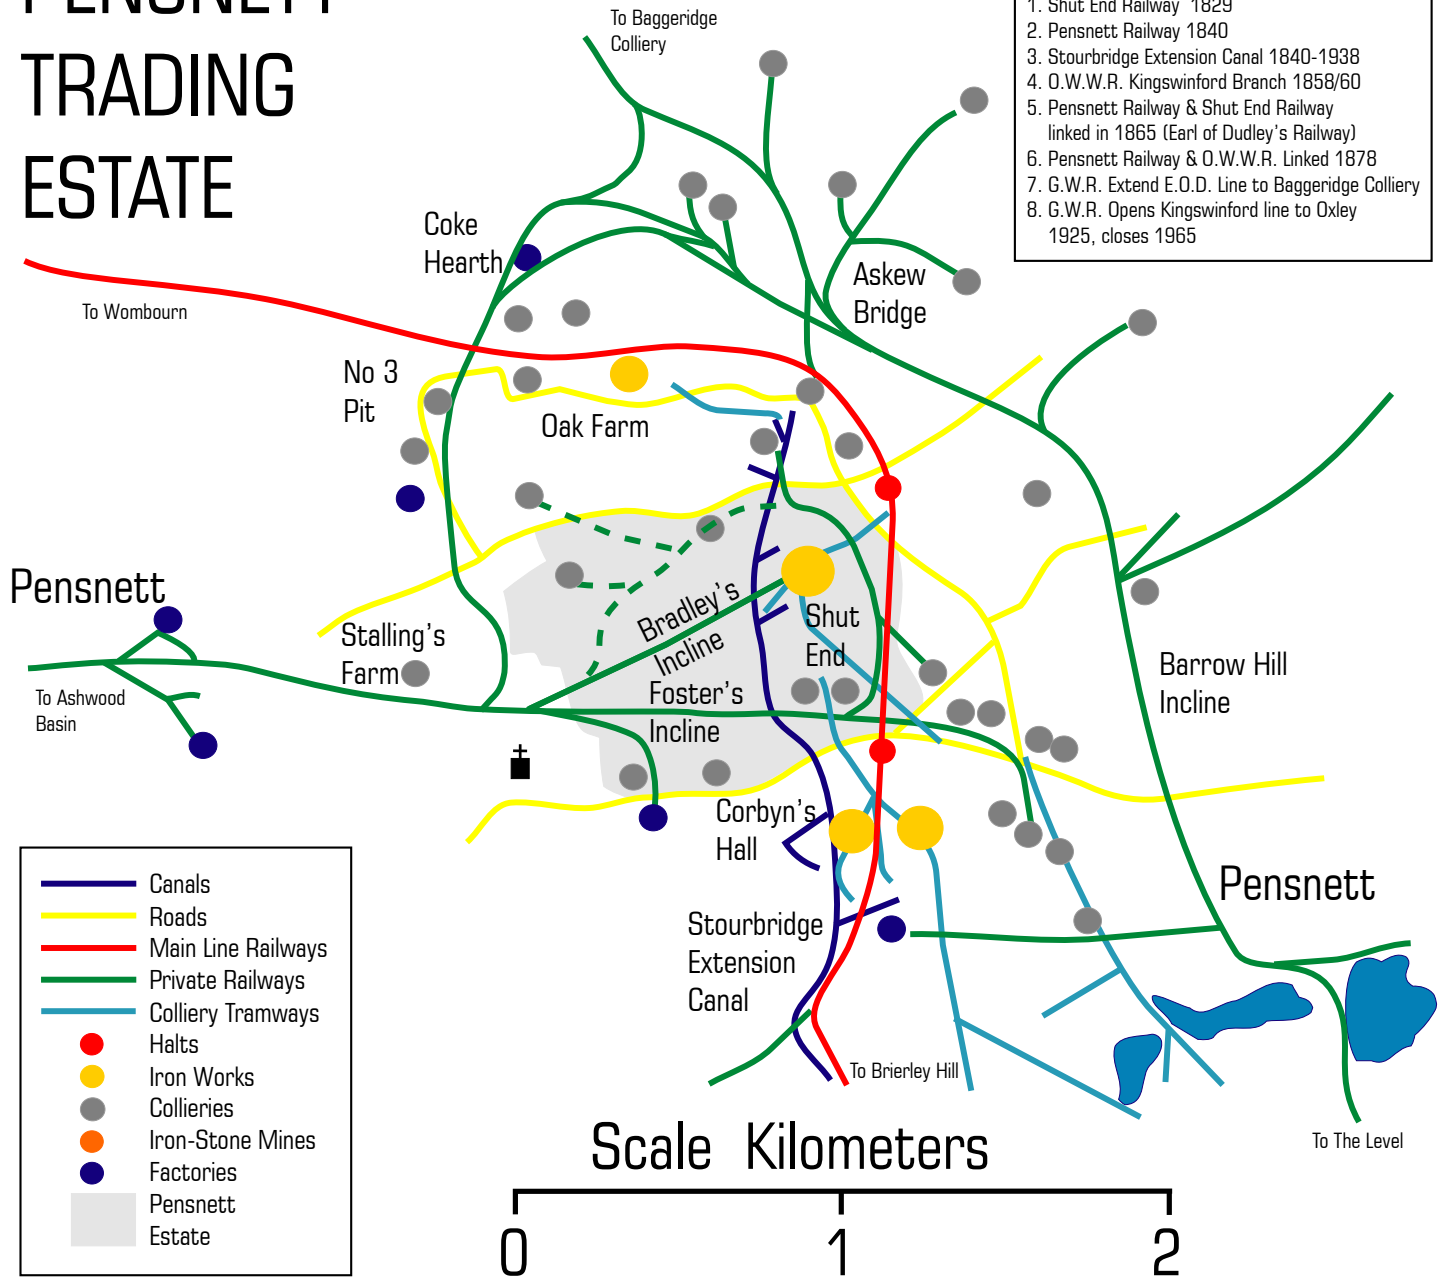 PENSNETT
TRADING
ESTATE
To Baggeridge
Colliery
1. Shut End Railway 1829
2. Pensnett Railway 1840
3. Stourbridge Extension Canal 1840-1938
4. O.W.W.R. Kingswinford Branch 1858/60
5. Pensnett Railway & Shut End Railway
linked in 1865 (Earl of Dudley's Railway)
6. Pensnett Railway & O.W.W.R. Linked 1878
7. G.W.R. Extend E.O.D. Line to Baggeridge Colliery
8. G.W.R. Opens Kingswinford line to Oxley
1925, closes 1965
Coke
Hearth
Askew
Bridge
To Wombourn
No 3
Pit
Oak Farm
Pensnett
Stalling's
Farm
To Ashwood
Basin
Bradley's
Incline
Shut
End
Foster's
Incline
Barrow Hill
Incline
Corbyn's
Hall
Pensnett
Stourbridge
Extension
Canal
To Brierley Hill
To The Level
Canals
Roads
Main Line Railways
Private Railways
Colliery Tramways
Halts
Iron Works
Collieries
Iron-Stone Mines
Factories
Pensnett
Estate
Scale Kilometers
0 1 2